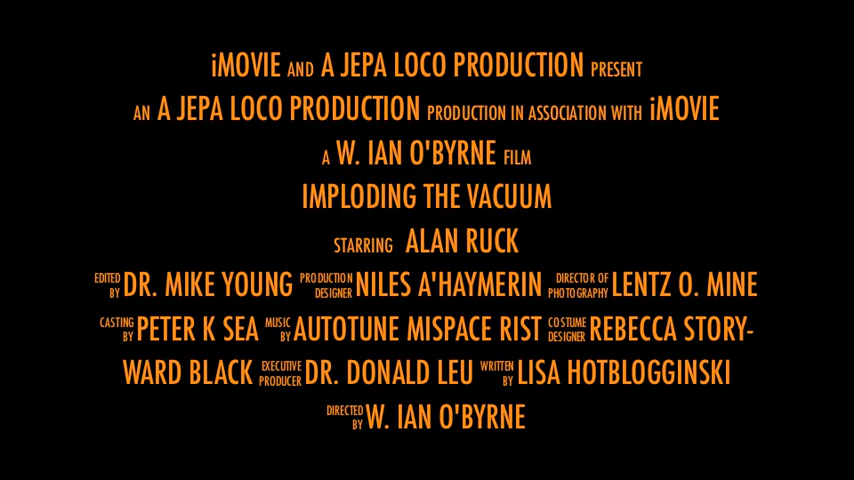 iMOVIE AND A JEPA LOCO PRODUCTION PRESENT
AN A JEPA LOCO PRODUCTION PRODUCTION IN ASSOCIATION WITH iMOVIE
A W. IAN O'BYRNE FILM
IMPLODING THE VACUUM
STARRING ALAN RUCK
EDITED BY DR. MIKE YOUNG PRODUCTION DESIGNER NILES A'HAYMERIN DIRECTOR OF PHOTOGRAPHY LENTZ O. MINE
CASTING BY PETER K SEA MUSIC BY AUTOTUNE MISPACE RIST COSTUME DESIGNER REBECCA STORY-
WARD BLACK EXECUTIVE PRODUCER DR. DONALD LEU WRITTEN BY LISA HOTBLOGGINSKI
DIRECTED BY W. IAN O'BYRNE